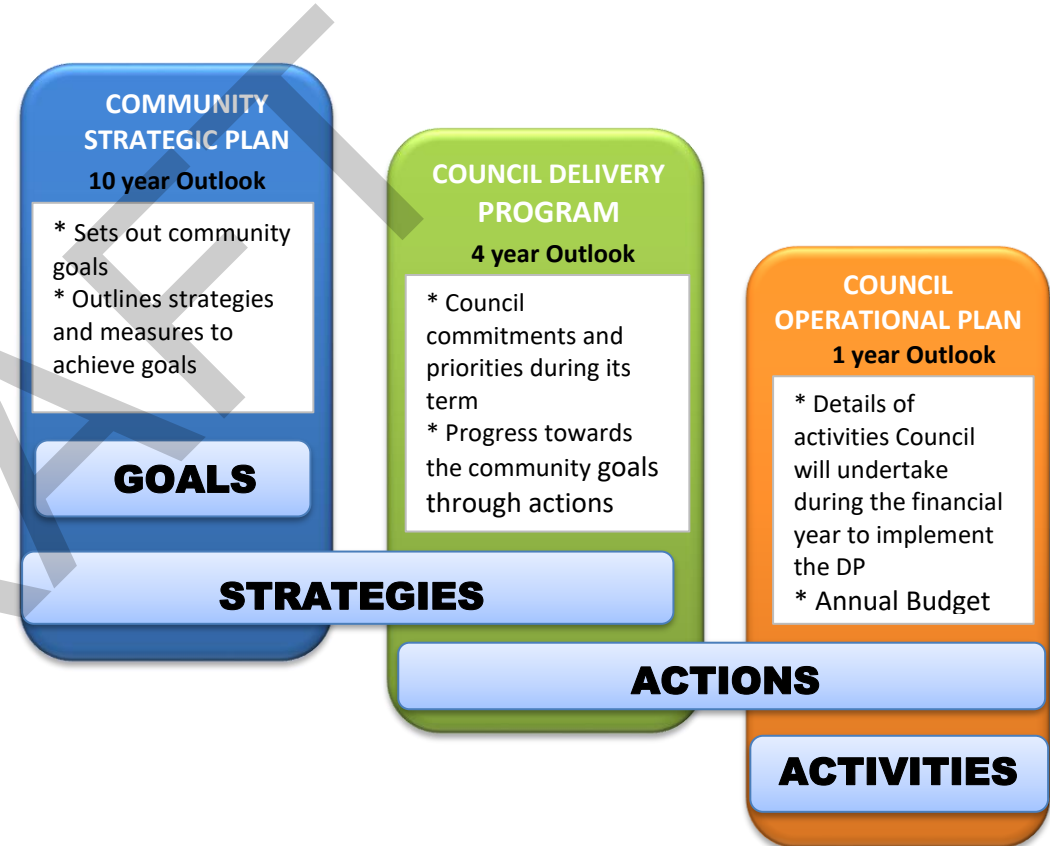 COMMUNITY
STRATEGIC PLAN
10 year Outlook
* Sets out community
goals
* Outlines strategies
and measures to
achieve goals
GOALS
COUNCIL DELIVERY
PROGRAM
4 year Outlook
* Council
commitments and
priorities during its
term
* Progress towards
the community goals
through actions
COUNCIL
OPERATIONAL PLAN
1 year Outlook
* Details of
activities Council
will undertake
during the financial
year to implement
the DP
* Annual Budget
STRATEGIES
ACTIONS
ACTIVITIES